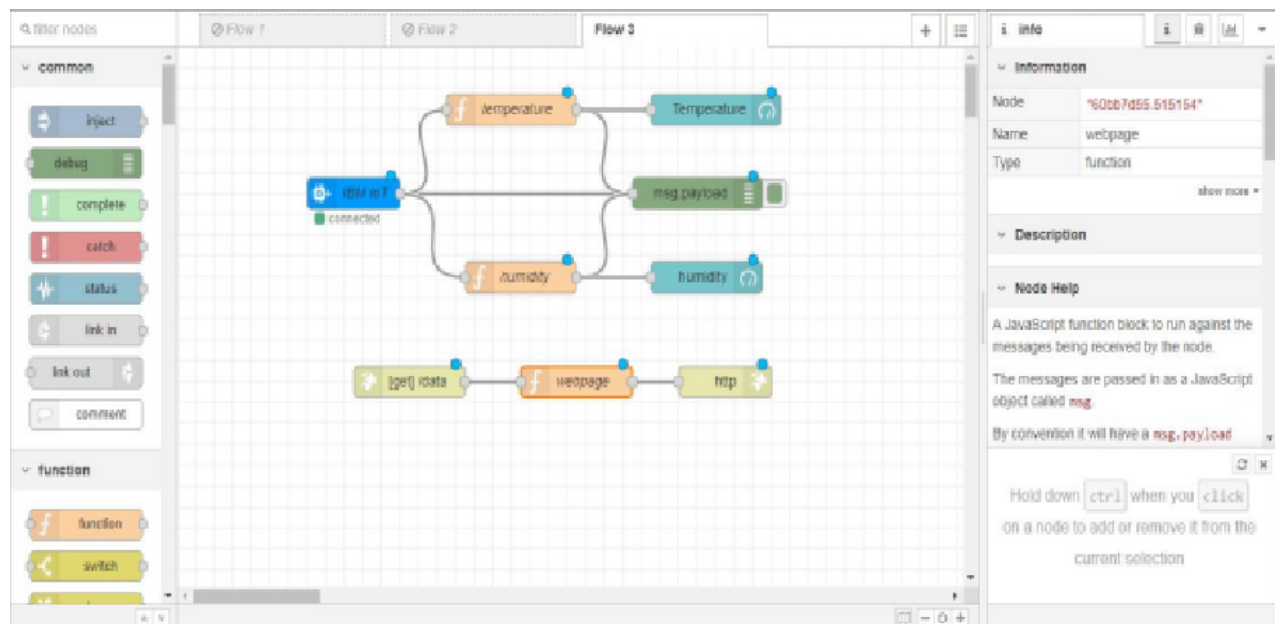 filter nodes
Flow 1
Flow 2
Flow 3
info
common
inject
debug
complete
catch
status
link in
link out
comment
function
function
switch
temperature
Temperature
IBM IoT
connected
msg.payload
humidity
humidity
[get] /data
webpage
http
Information
Node
"60bb7d55.515154"
Name
webpage
Type
function
show more
Description
Node Help
A JavaScript function block to run against the
messages being received by the node.
The messages are passed in as a JavaScript
object called msg.
By convention it will have a msg.payload
Hold down ctrl when you click
on a node to add or remove it from the
current selection